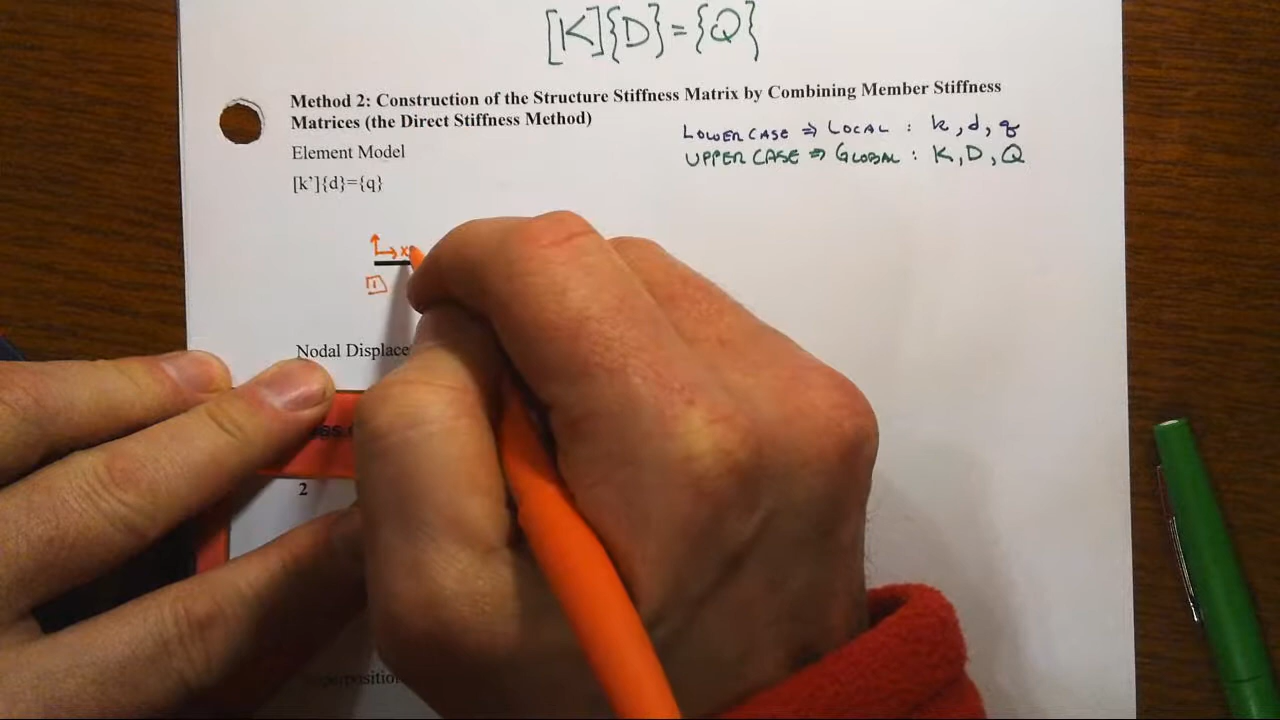 [K]{D}={Q}
Method 2: Construction of the Structure Stiffness Matrix by Combining Member Stiffness
Matrices (the Direct Stiffness Method)
LOWER CASE ⇒ LOCAL : k, d, q
UPPER CASE ⇒ GLOBAL : K, D, Q
Element Model
[k']{d}={q}
x
1
Nodal
2